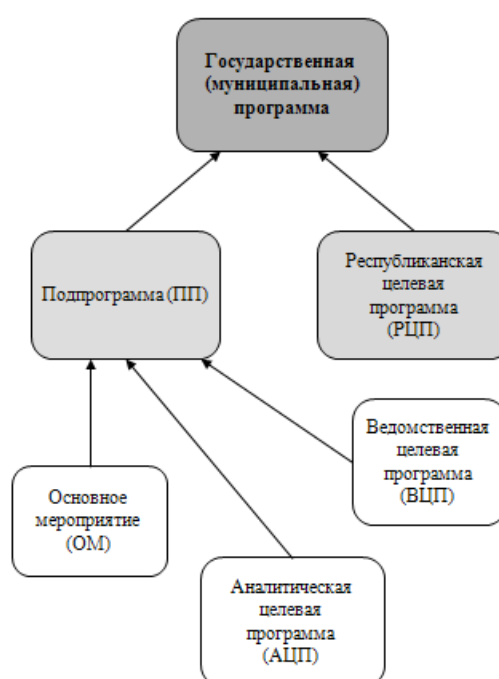 Государственная
(муниципальная)
программа
Подпрограмма (ПП)
Республиканская
целевая
программа
(РЦП)
Ведомственная
целевая
программа
(ВЦП)
Основное
мероприятие
(ОМ)
Аналитическая
целевая
программа
(АЦП)